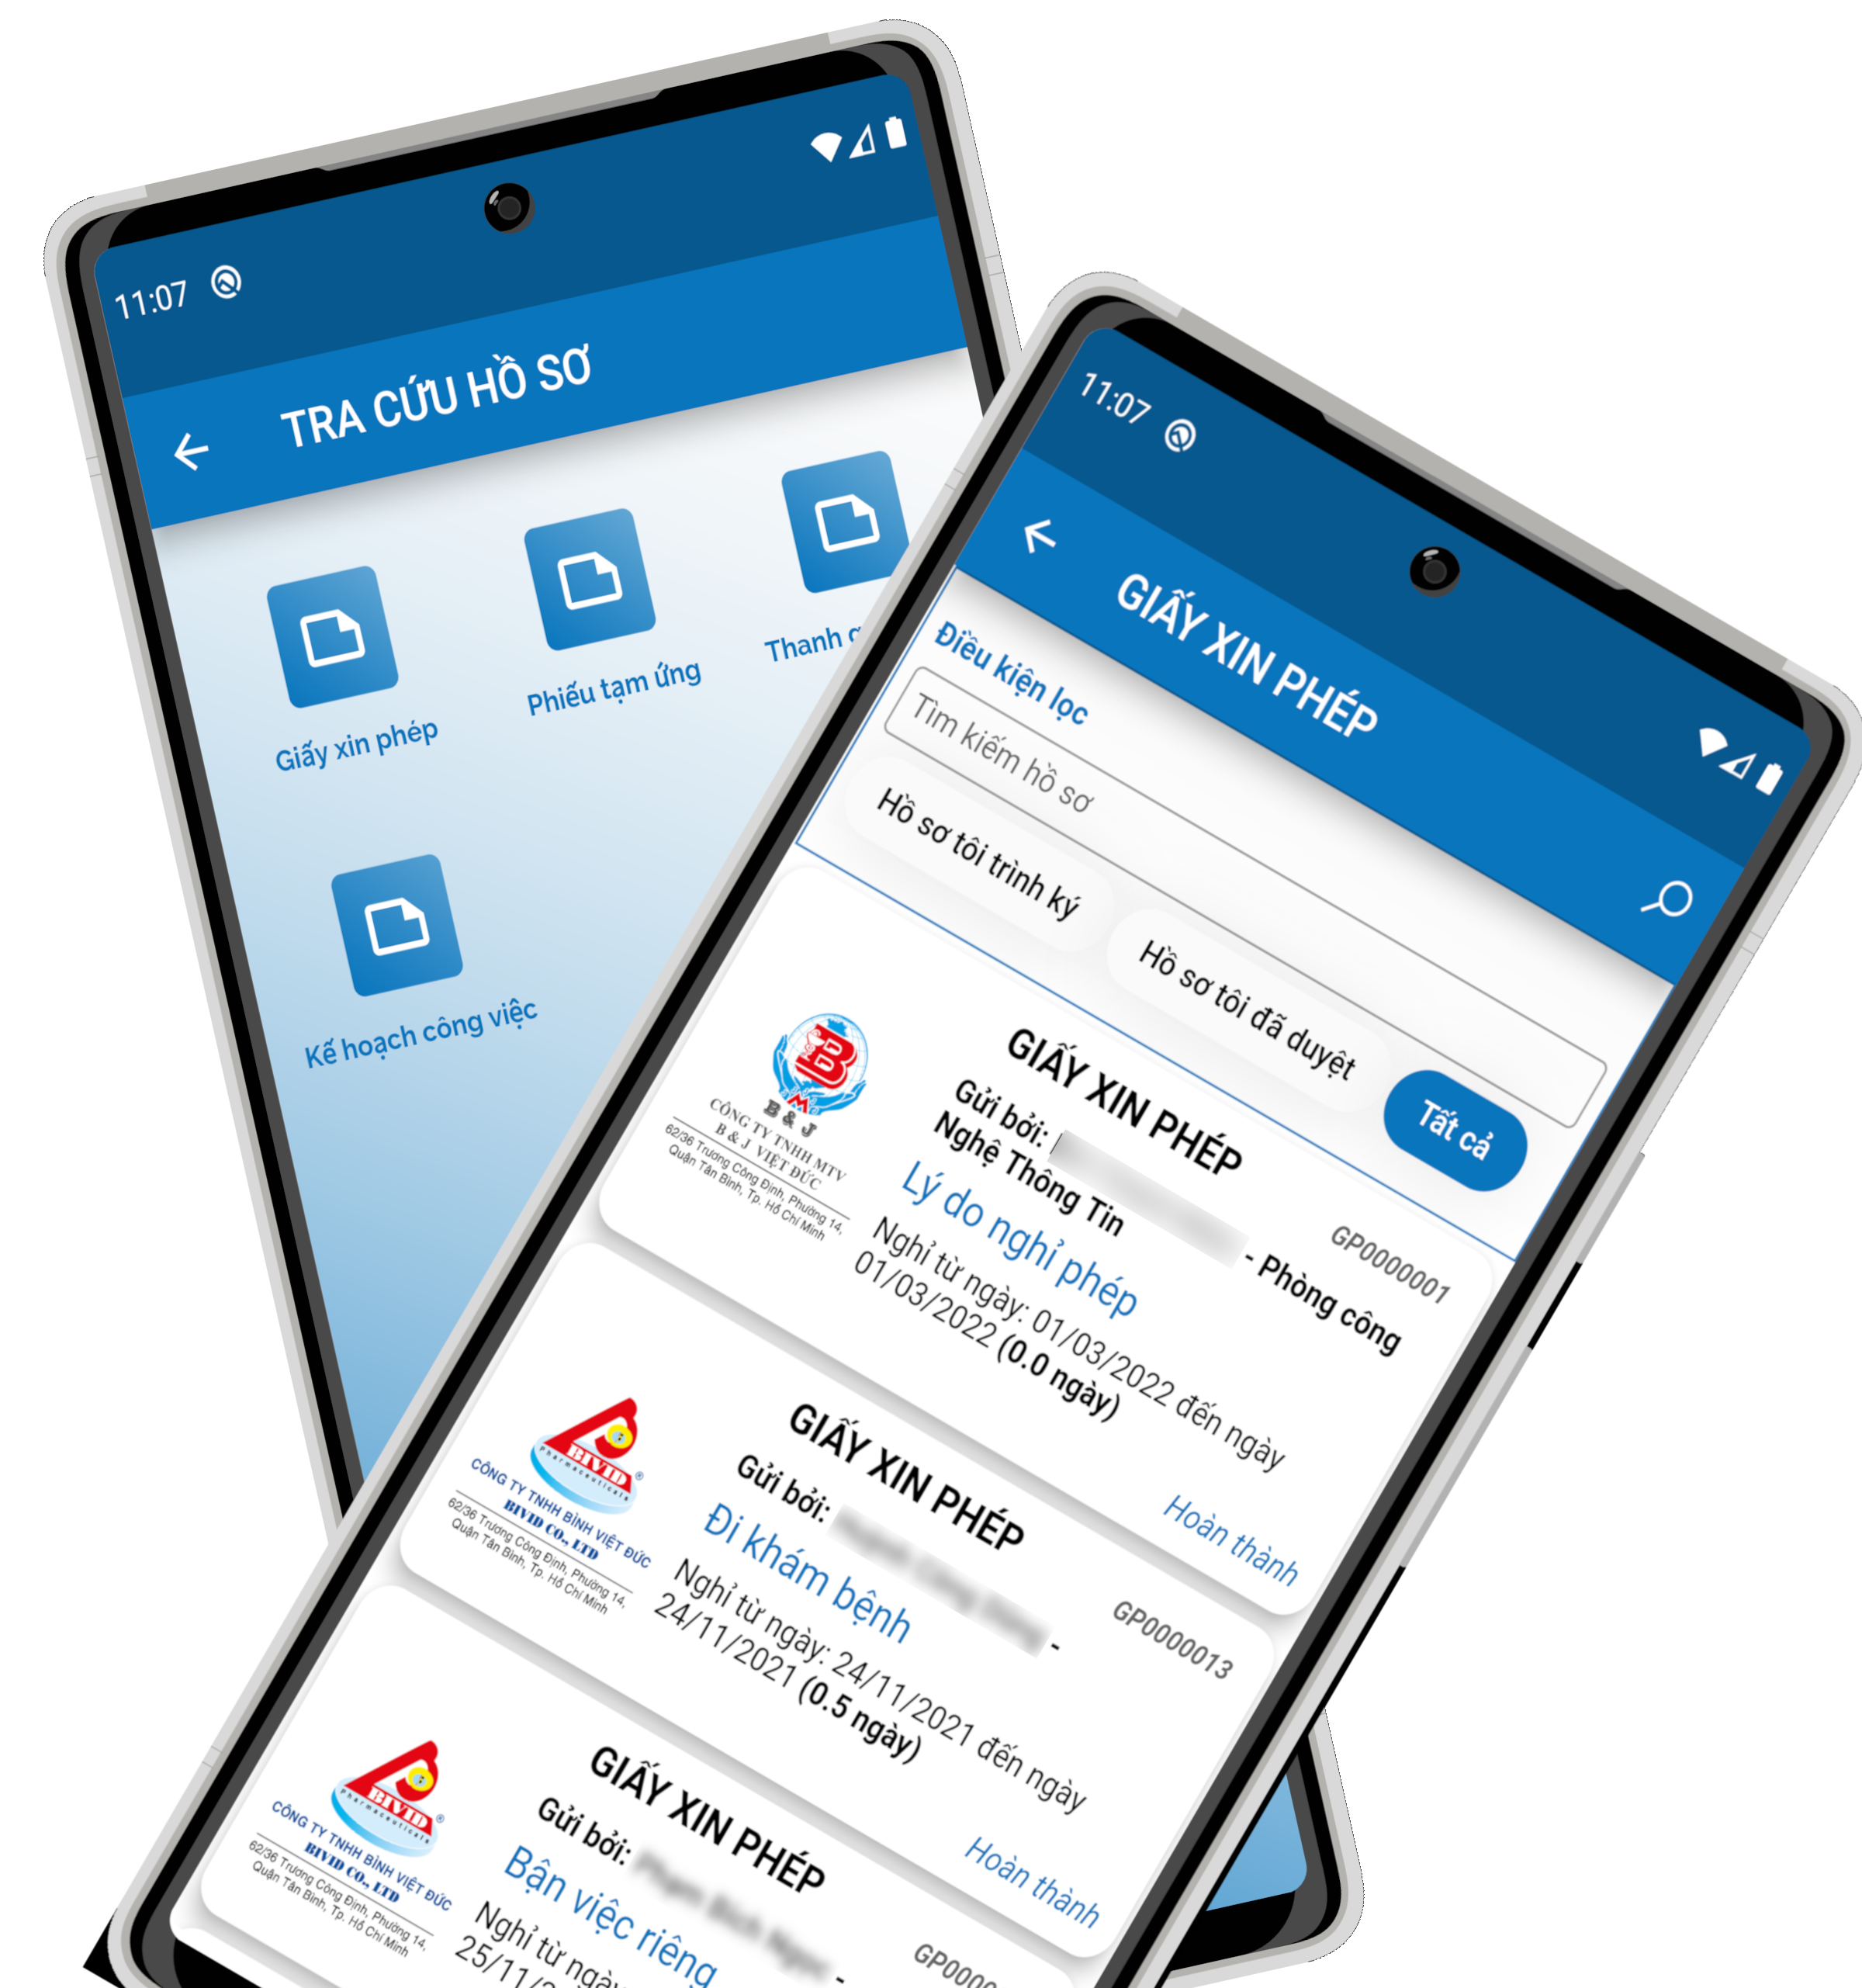 11:07
TRA CỨU HỒ SƠ
Giấy xin phép
Phiếu tạm ứng
Thanh
Kế hoạch công việc
11:07
GIẤY XIN PHÉP
Điều kiện lọc
Tìm kiếm hồ sơ
Hồ sơ tôi trình ký
Hồ sơ tôi đã duyệt
Tất cả
B & J
CÔNG TY TNHH MTV
B & J VIỆT ĐỨC
62/36 Trương Công Định, Phường 14,
Quận Tân Bình, Tp. Hồ Chí Minh
GIẤY XIN PHÉP
GP0000001
Gửi bởi: - Phòng công
Nghệ Thông Tin
Lý do nghỉ phép
Nghỉ từ ngày: 01/03/2022 đến ngày
01/03/2022 (0.0 ngày)
Hoàn thành
BIVID
Pharmaceuticals
CÔNG TY TNHH BÌNH VIỆT ĐỨC
BIVID CO., LTD
62/36 Trương Công Định, Phường 14,
Quận Tân Bình, Tp. Hồ Chí Minh
GIẤY XIN PHÉP
GP0000013
Gửi bởi: -
Đi khám bệnh
Nghỉ từ ngày: 24/11/2021 đến ngày
24/11/2021 (0.5 ngày)
Hoàn thành
BIVID
Pharmaceuticals
CÔNG TY TNHH BÌNH VIỆT ĐỨC
BIVID CO., LTD
62/36 Trương Công Định, Phường 14,
Quận Tân Bình, Tp. Hồ Chí Minh
GIẤY XIN PHÉP
GP0000
Gửi bởi: -
Bận việc riêng
Nghỉ từ ngày
25/11/